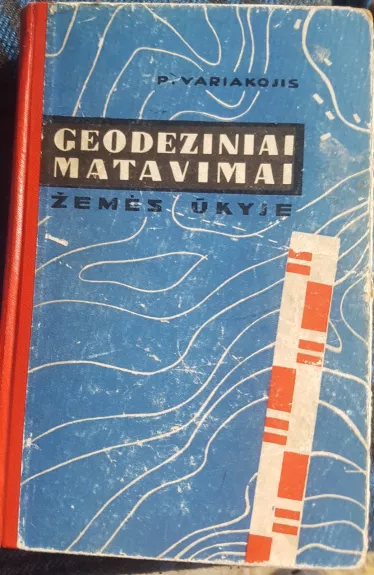 P. VARIAKOJIS
GEODEZINIAI
MATAVIMAI
ŽEMĖS ŪKYJE